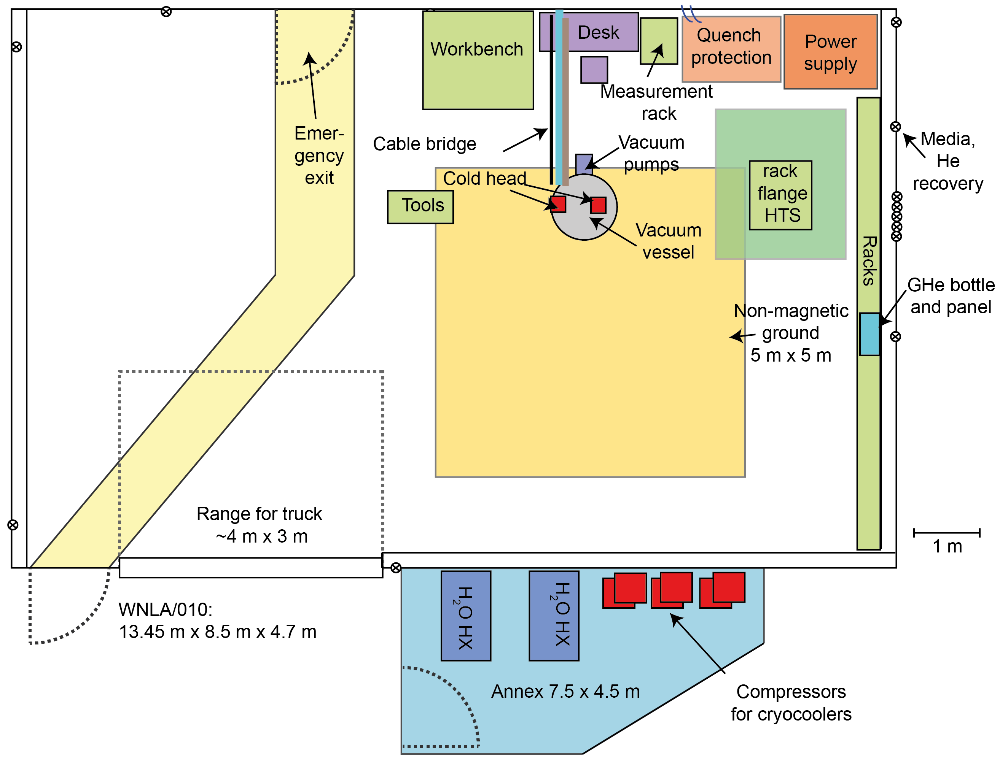 Workbench
Desk
Quench
protection
Power
supply
Measurement
rack
Emer-
gency
exit
Cable bridge
Vacuum
pumps
Media,
He
recovery
Cold head
rack
flange
HTS
Tools
Vacuum
vessel
Racks
GHe bottle
and panel
Non-magnetic
ground
5 m x 5 m
Range for truck
~4 m x 3 m
1 m
WNLA/010:
13.45 m x 8.5 m x 4.7 m
H₂O HX
H₂O HX
Annex 7.5 x 4.5 m
Compressors
for cryocoolers